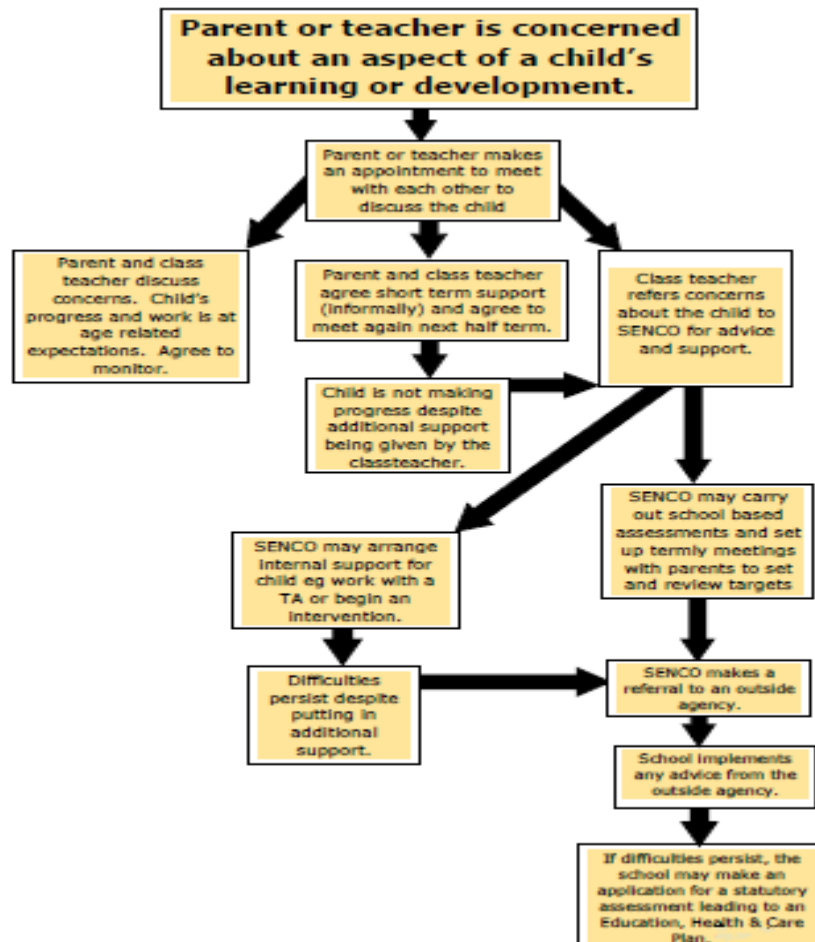 Parent or teacher is concerned
about an aspect of a child's
learning or development.
Parent or teacher makes
an appointment to meet
with each other to
discuss the child
Parent and class
teacher discuss
concerns. Child's
progress and work is at
age related
expectations. Agree to
monitor.
Parent and class teacher
agree short term support
(informally) and agree to
meet again next half term.
Class teacher
refers concerns
about the child to
SENCO for advice
and support.
Child is not making
progress despite
additional support
being given by the
classteacher.
SENCO may arrange
internal support for
child eg work with a
TA or begin an
intervention.
SENCO may carry
out school based
assessments and set
up termly meetings
with parents to set
and review targets
Difficulties
persist despite
putting in
additional
support.
SENCO makes a
referral to an outside
agency.
School implements
any advice from the
outside agency.
If difficulties persist, the
school may make an
application for a statutory
assessment leading to an
Education, Health & Care
Plan.